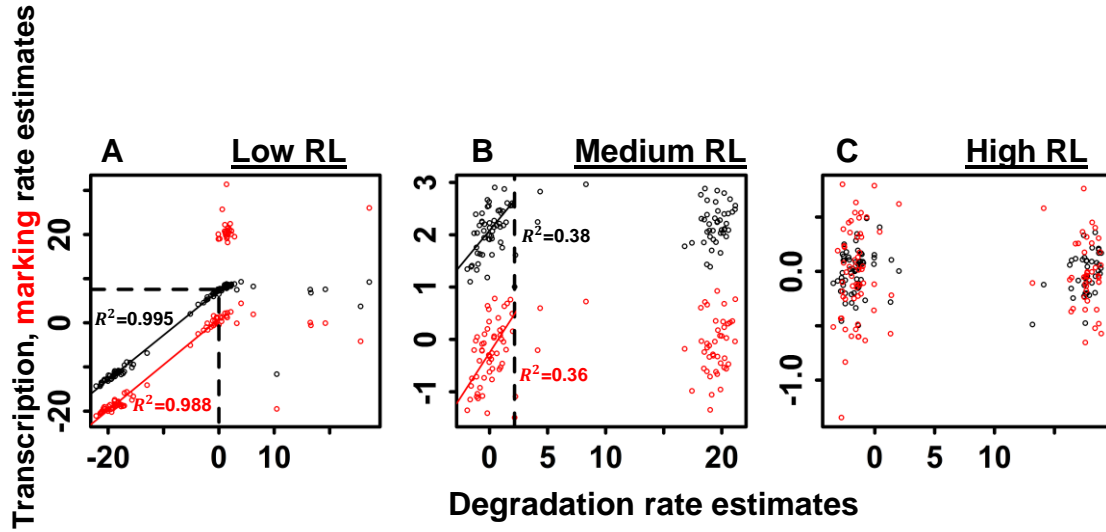 Transcription, marking rate estimates
A Low RL
B Medium RL
C High RL
20
0
-20
R²=0.995
R²=0.988
-20 0 10
3
2
1
0
-1
R²=0.38
R²=0.36
0 5 10 20
0.0
-1.0
0 5 10
Degradation rate estimates